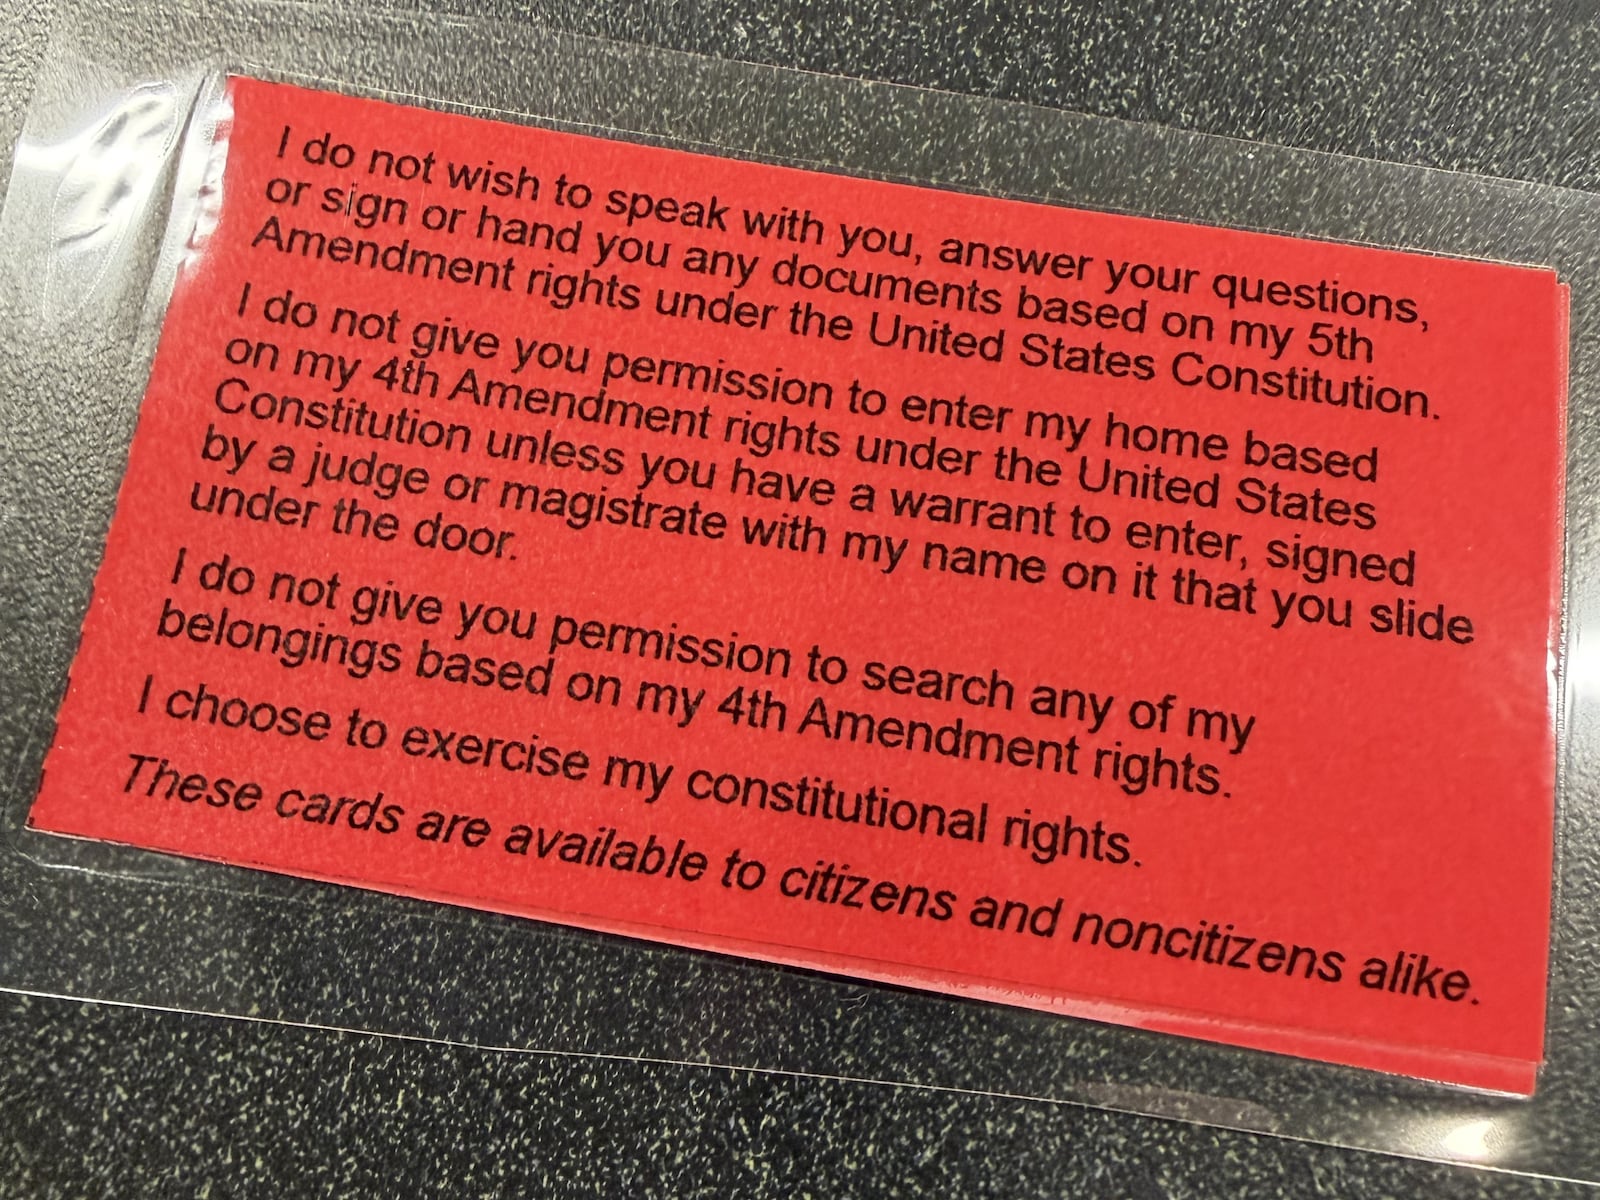 I do not wish to speak with you, answer your questions,
or sign or hand you any documents based on my 5th
Amendment rights under the United States Constitution.
I do not give you permission to enter my home based
on my 4th Amendment rights under the United States
Constitution unless you have a warrant to enter, signed
by a judge or magistrate with my name on it that you slide
under the door.
I do not give you permission to search any of my
belongings based on my 4th Amendment rights.
I choose to exercise my constitutional rights.
These cards are available to citizens and noncitizens alike.